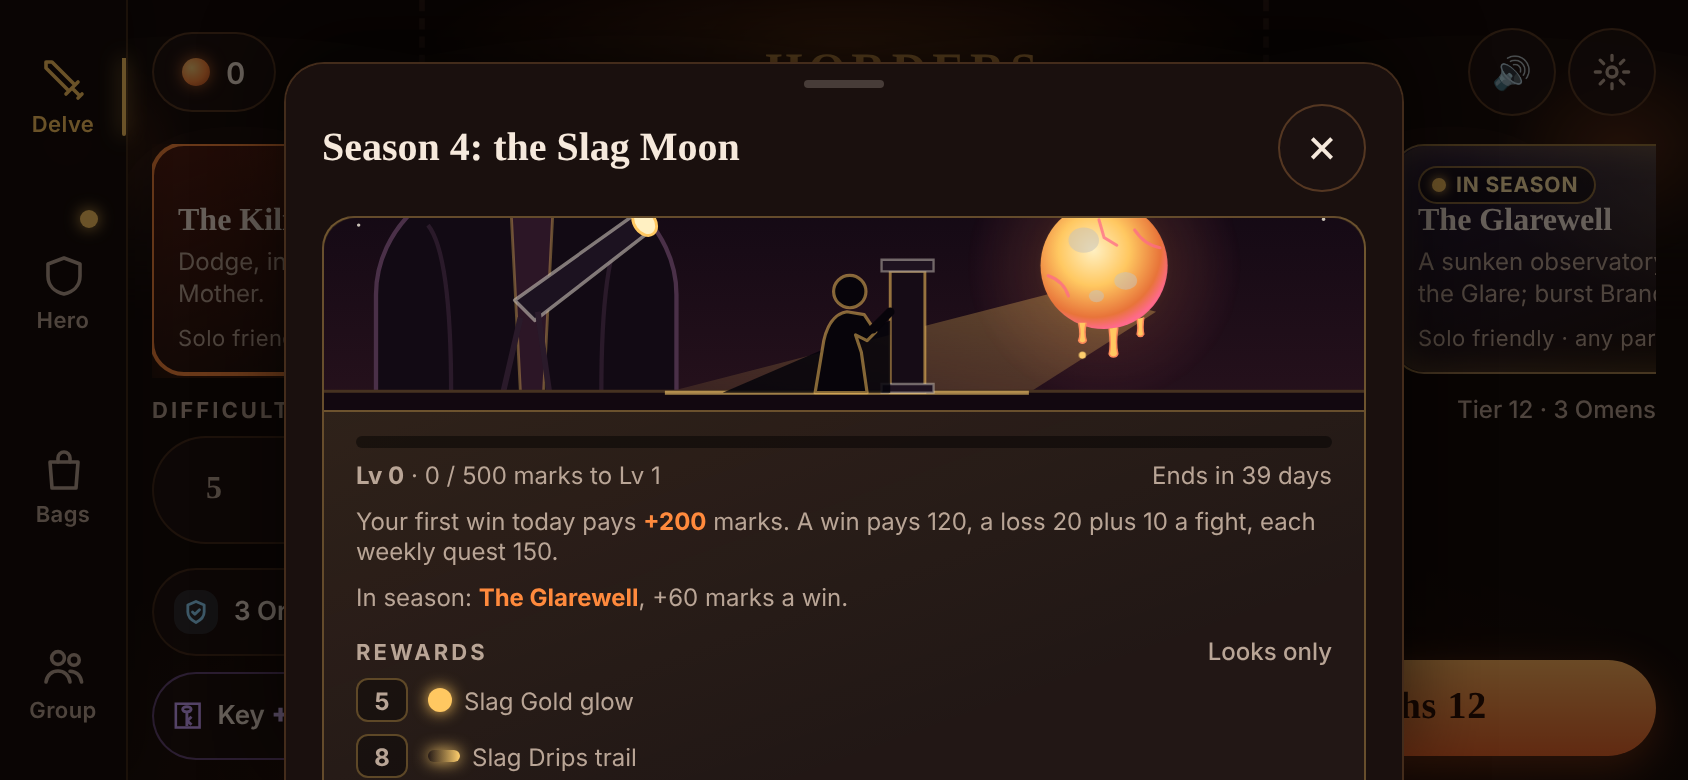 HORDERS
0
Delve
Hero
Bags
Group
Season 4: the Slag Moon
The Kil
Dodge, in
Mother.
Solo frien
DIFFICULT
5
3 Or
Key +
IN SEASON
The Glarewell
A sunken observatory
the Glare; burst Brand
Solo friendly · any par
Tier 12 · 3 Omens
hs 12
Lv 0 · 0 / 500 marks to Lv 1
Ends in 39 days
Your first win today pays +200 marks. A win pays 120, a loss 20 plus 10 a fight, each
weekly quest 150.
In season: The Glarewell, +60 marks a win.
REWARDS
Looks only
5 Slag Gold glow
8 Slag Drips trail